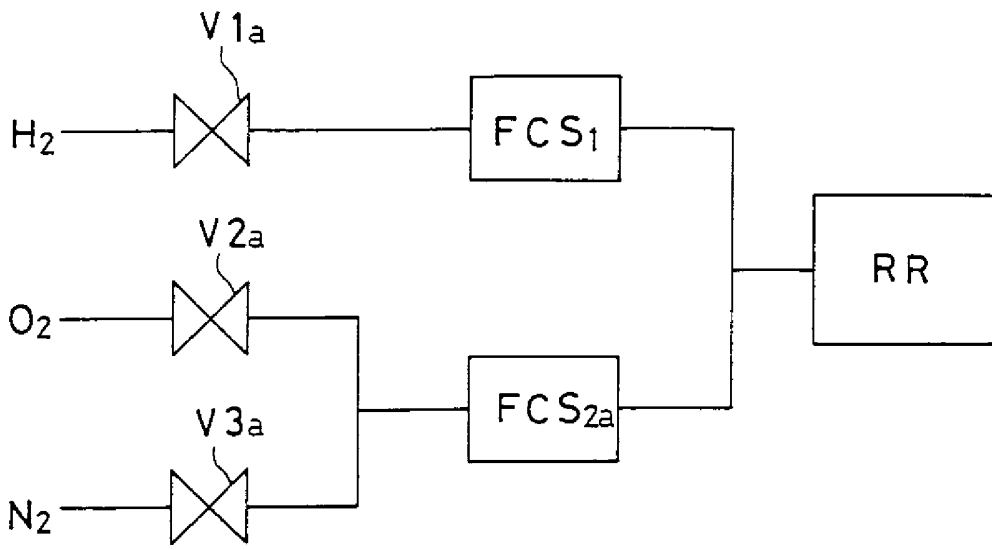 V1a
H2
FCS1
V2a
RR
O2
FCS2a
V3a
N2